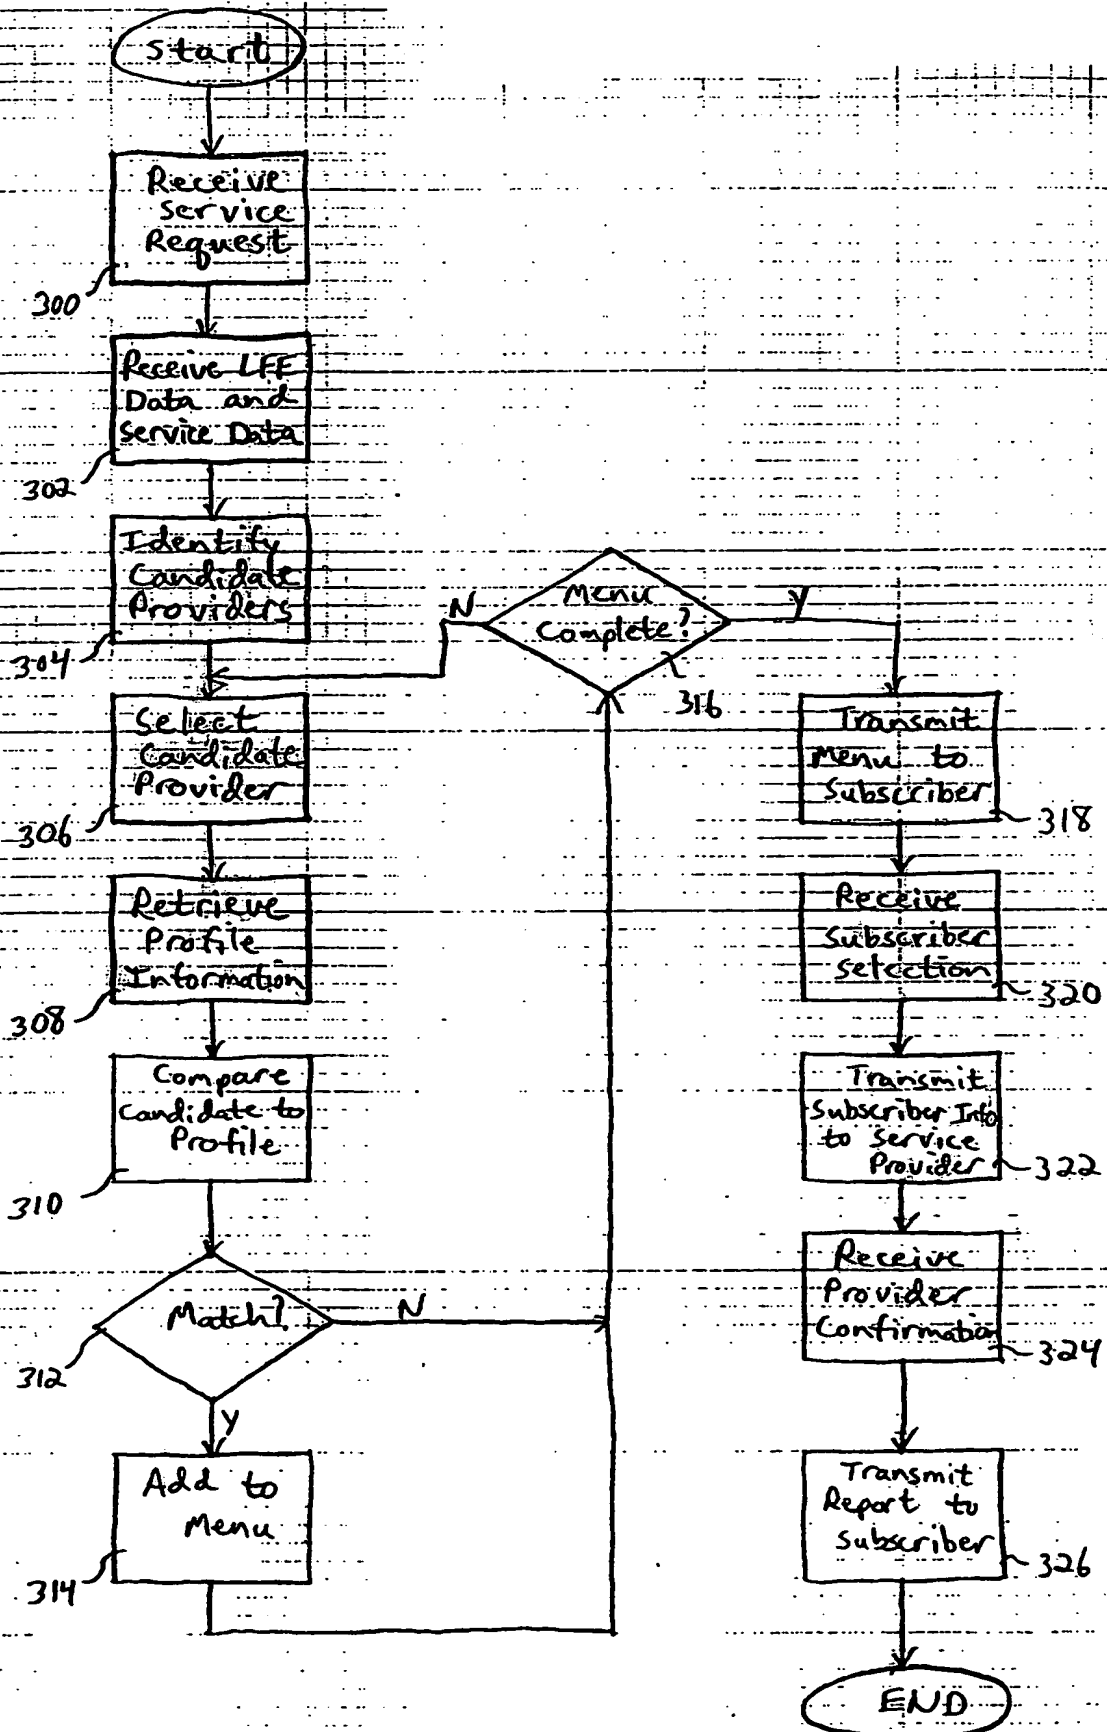 Start
Receive
Service
Request
300
Receive LFE
Data and
Service Data
302
Identify
Candidate
Providers
304
Select
Candidate
Provider
306
Retrieve
Profile
Information
308
Compare
Candidate to
Profile
310
Match?
N
312
Y
Add to
Menu
314
Menu
Complete?
N
Y
316
Transmit
Menu to
Subscriber
318
Receive
Subscriber
Selection
320
Transmit
Subscriber Info
to Service
Provider
322
Receive
Provider
Confirmation
324
Transmit
Report to
Subscriber
326
END